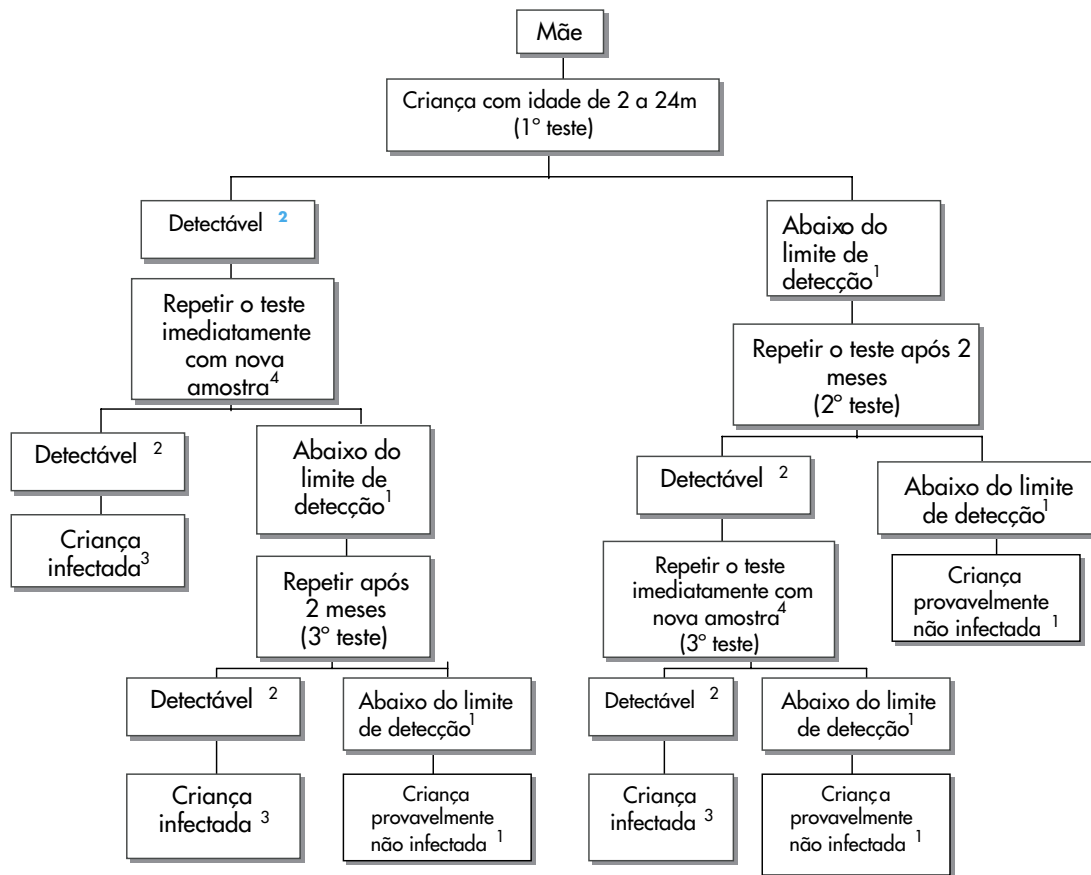 Mãe
Criança com idade de 2 a 24m
(1º teste)
Detectável 2
Abaixo do
limite de
detecção1
Repetir o teste
imediatamente
com nova
amostra4
Repetir o teste após 2
meses
(2º teste)
Detectável 2
Abaixo do
limite de
detecção1
Detectável 2
Abaixo do limite
de detecção1
Criança
infectada3
Repetir após
2 meses
(3º teste)
Repetir o teste
imediatamente com
nova amostra4
(3º teste)
Criança
provavelmente
não infectada 1
Detectável 2
Abaixo do limite
de detecção1
Detectável 2
Abaixo do limite
de detecção1
Criança
infectada 3
Criança
provavelmente
não infectada 1
Criança
infectada 3
Criança
provavelmente
não infectada 1